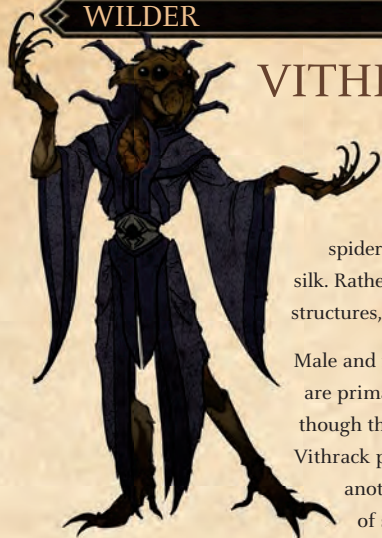 WILDER
VITH
spider
silk. Rathe
structures,
Male and
are prima
though th
Vithrack p
anot
of s